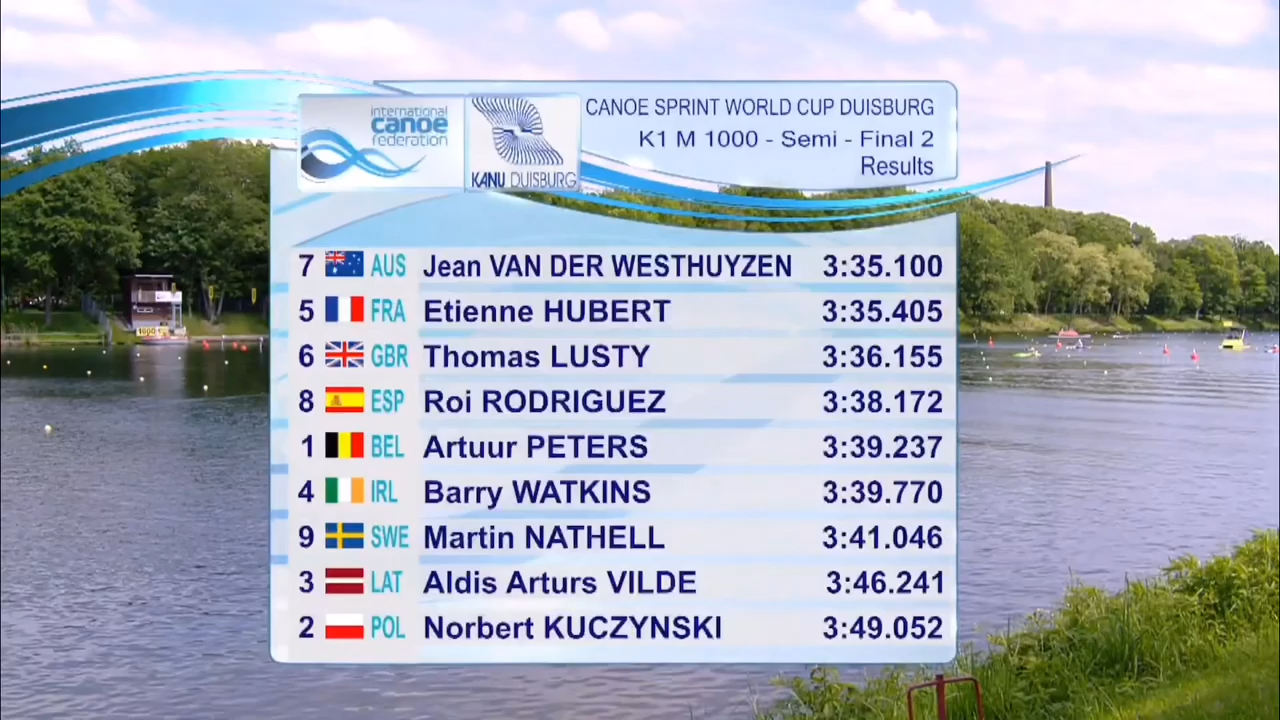 international
canoe
federation
KANU DUISBURG
CANOE SPRINT WORLD CUP DUISBURG
K1 M 1000 - Semi - Final 2
Results
7 AUS Jean VAN DER WESTHUYZEN 3:35.100
5 FRA Etienne HUBERT 3:35.405
6 GBR Thomas LUSTY 3:36.155
8 ESP Roi RODRIGUEZ 3:38.172
1 BEL Artuur PETERS 3:39.237
4 IRL Barry WATKINS 3:39.770
9 SWE Martin NATHELL 3:41.046
3 LAT Aldis Arturs VILDE 3:46.241
2 POL Norbert KUCZYNSKI 3:49.052